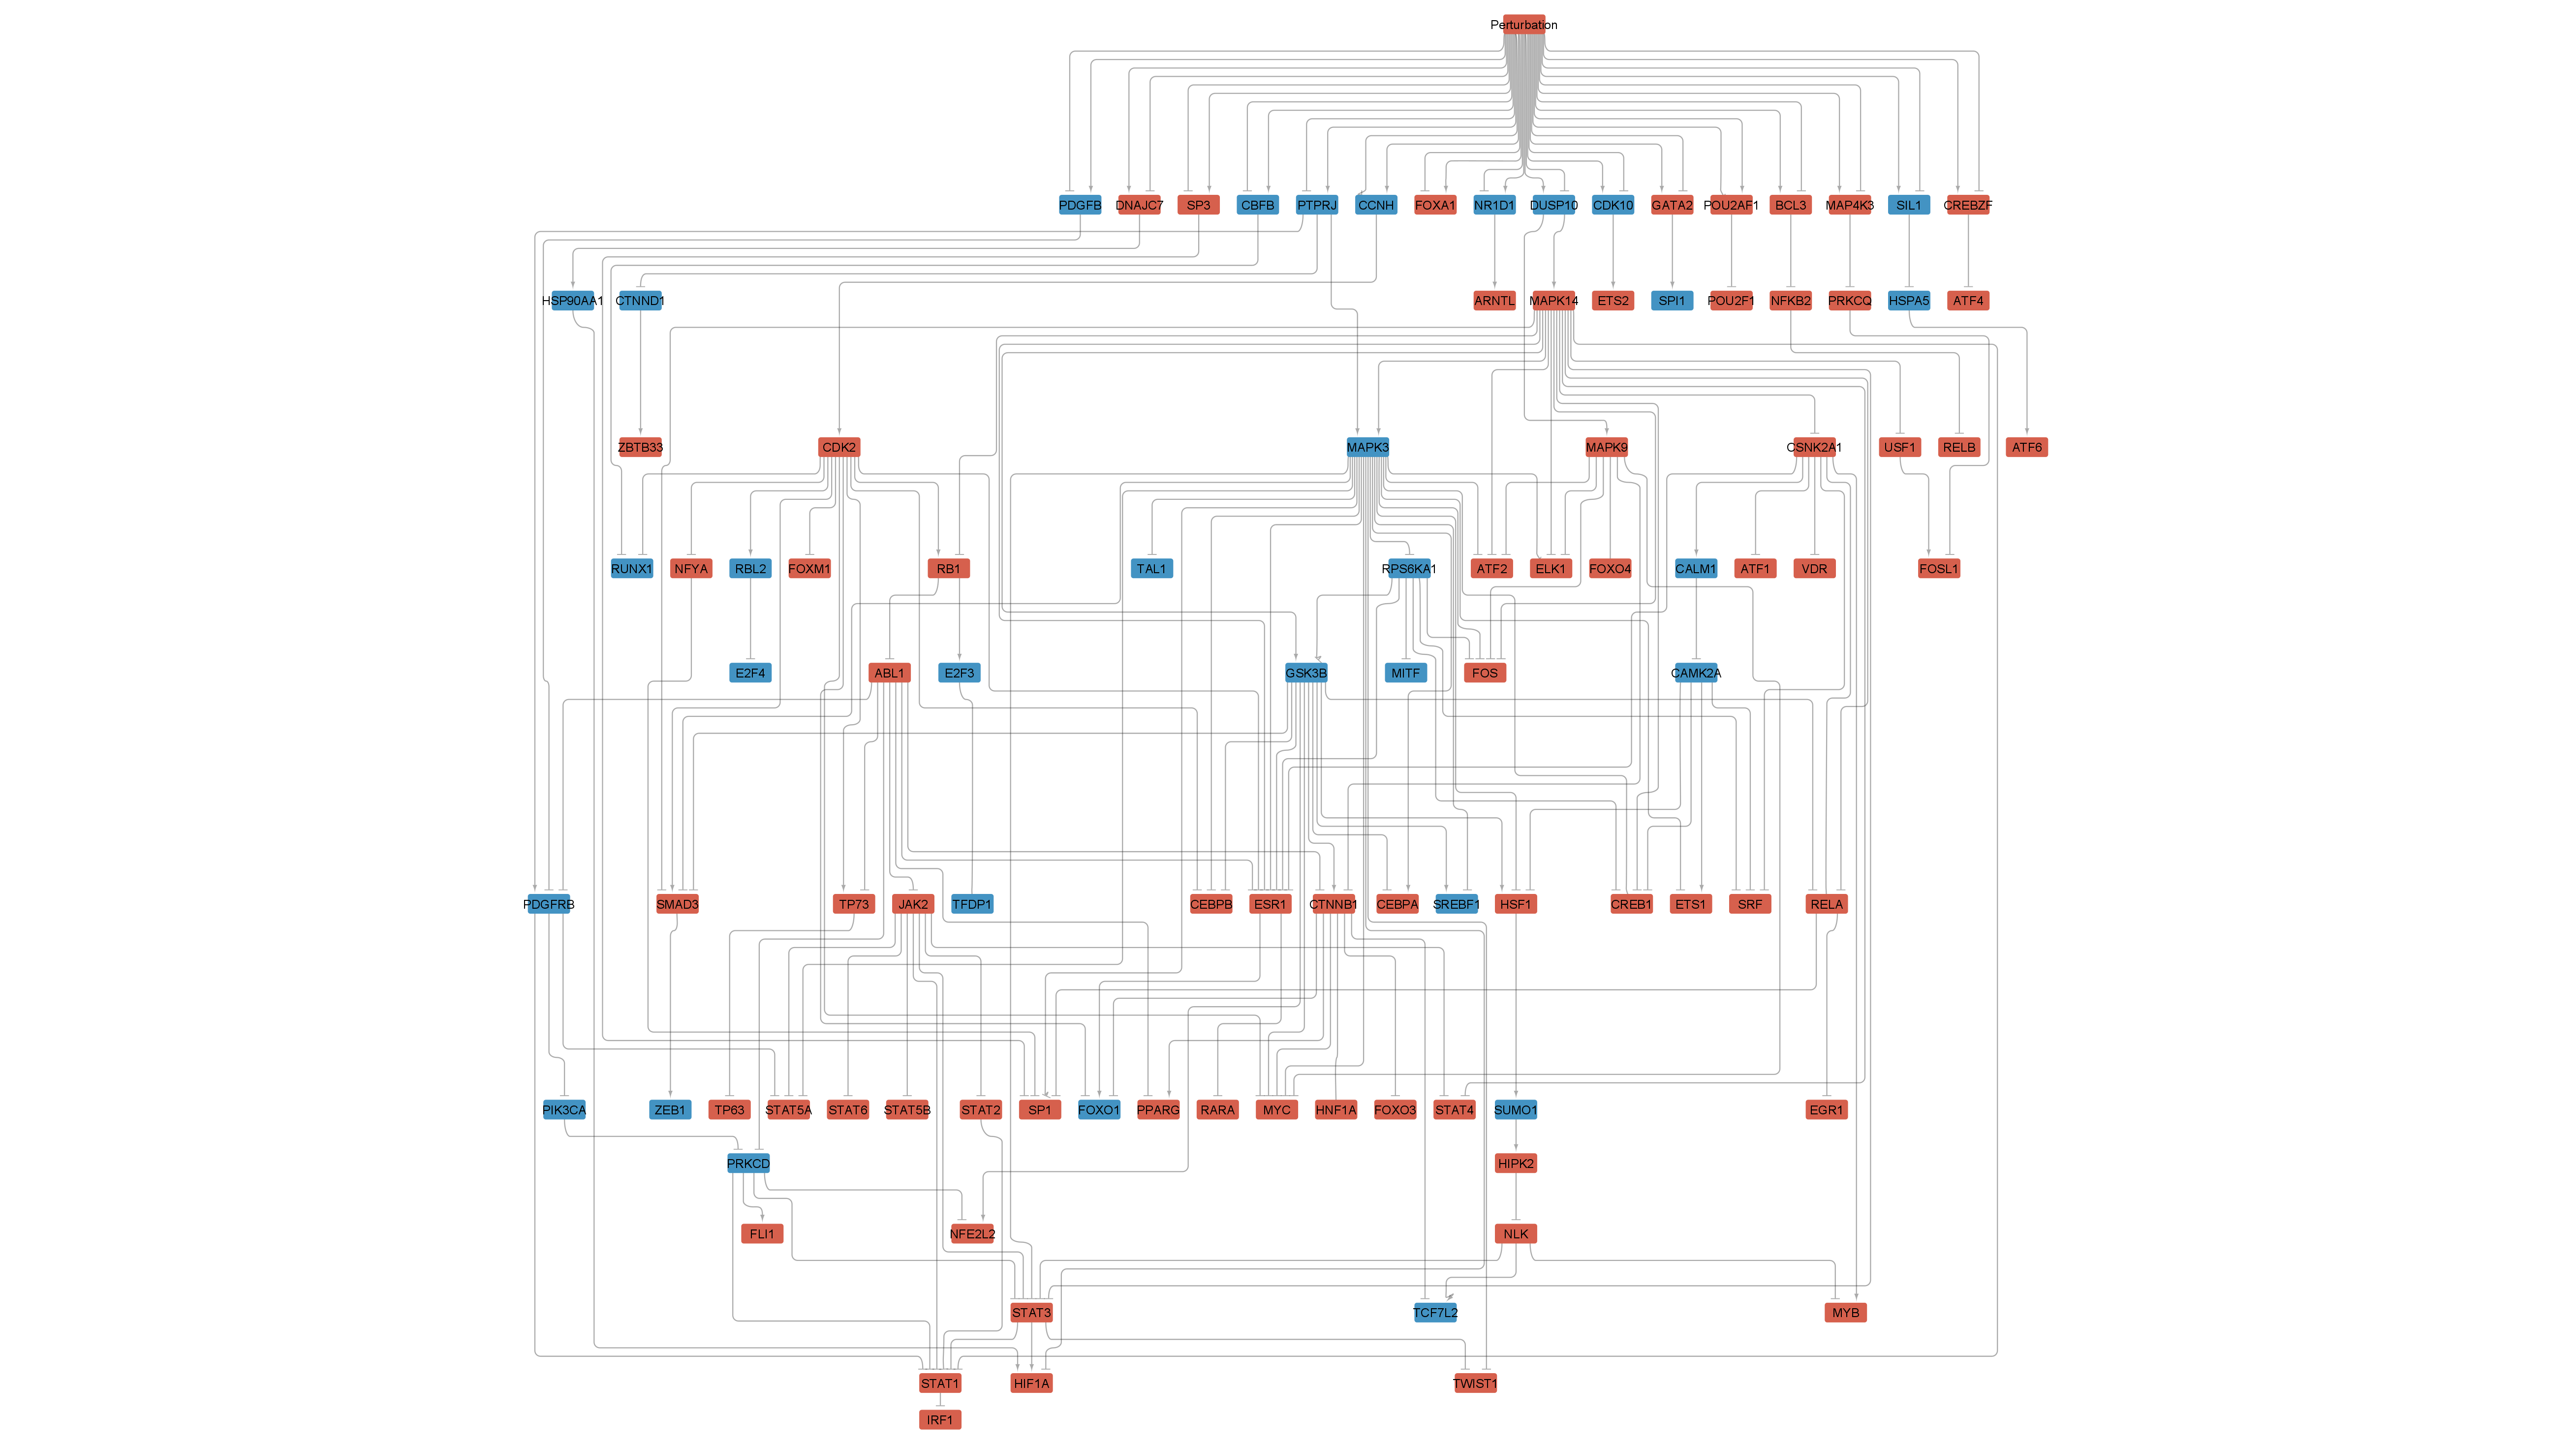 Perturbation
PDGFB
DNAJC7
SP3
CBFB
PTPRJ
CCNH
FOXA1
NR1D1
DUSP10
CDK10
GATA2
POU2AF1
BCL3
MAP4K3
SIL1
CREBZF
HSP90AA1
CTNND1
ARNTL
MAPK14
ETS2
SPI1
POU2F1
NFKB2
PRKCQ
HSPA5
ATF4
ZBTB33
CDK2
MAPK3
MAPK9
CSNK2A1
USF1
RELB
ATF6
RUNX1
NFYA
RBL2
FOXM1
RB1
TAL1
RPS6KA1
ATF2
ELK1
FOXO4
CALM1
ATF1
VDR
FOSL1
E2F4
ABL1
E2F3
GSK3B
MITF
FOS
CAMK2A
PDGFRB
SMAD3
TP73
JAK2
TFDP1
CEBPB
ESR1
CTNNB1
CEBPA
SREBF1
HSF1
CREB1
ETS1
SRF
RELA
PIK3CA
ZEB1
TP63
STAT5A
STAT6
STAT5B
STAT2
SP1
FOXO1
PPARG
RARA
MYC
HNF1A
FOXO3
STAT4
SUMO1
EGR1
PRKCD
HIPK2
FLI1
NFE2L2
NLK
STAT3
TCF7L2
MYB
STAT1
HIF1A
TWIST1
IRF1